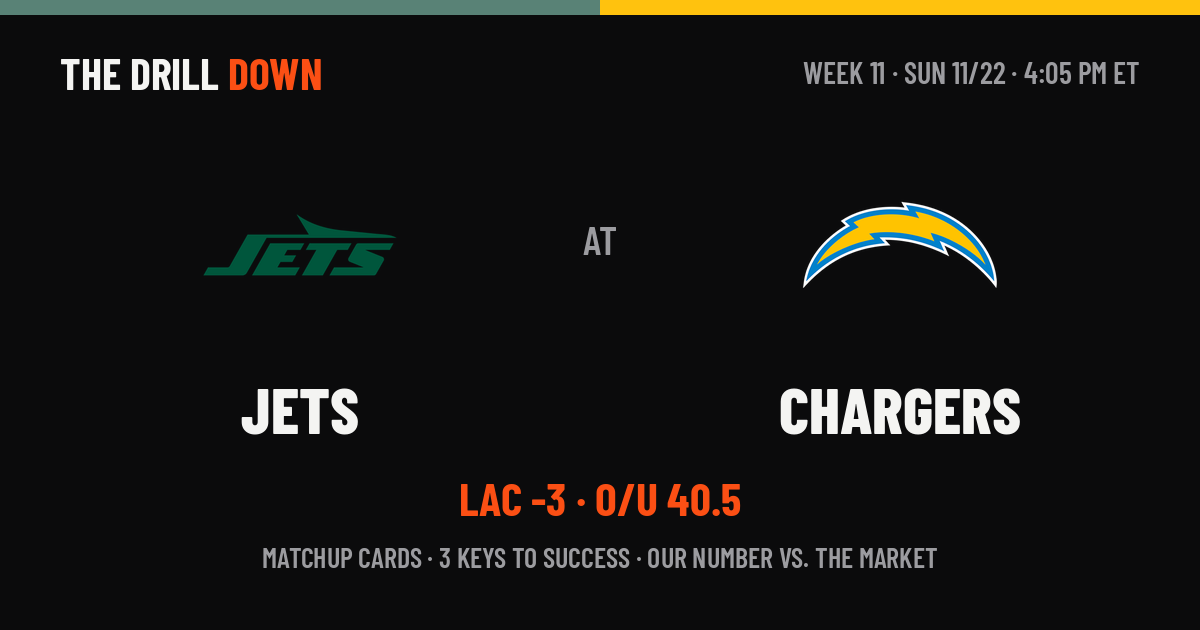 THE DRILL DOWN
WEEK 11 · SUN 11/22 · 4:05 PM ET
JETS
AT
JETS
CHARGERS
LAC -3 · O/U 40.5
MATCHUP CARDS · 3 KEYS TO SUCCESS · OUR NUMBER VS. THE MARKET